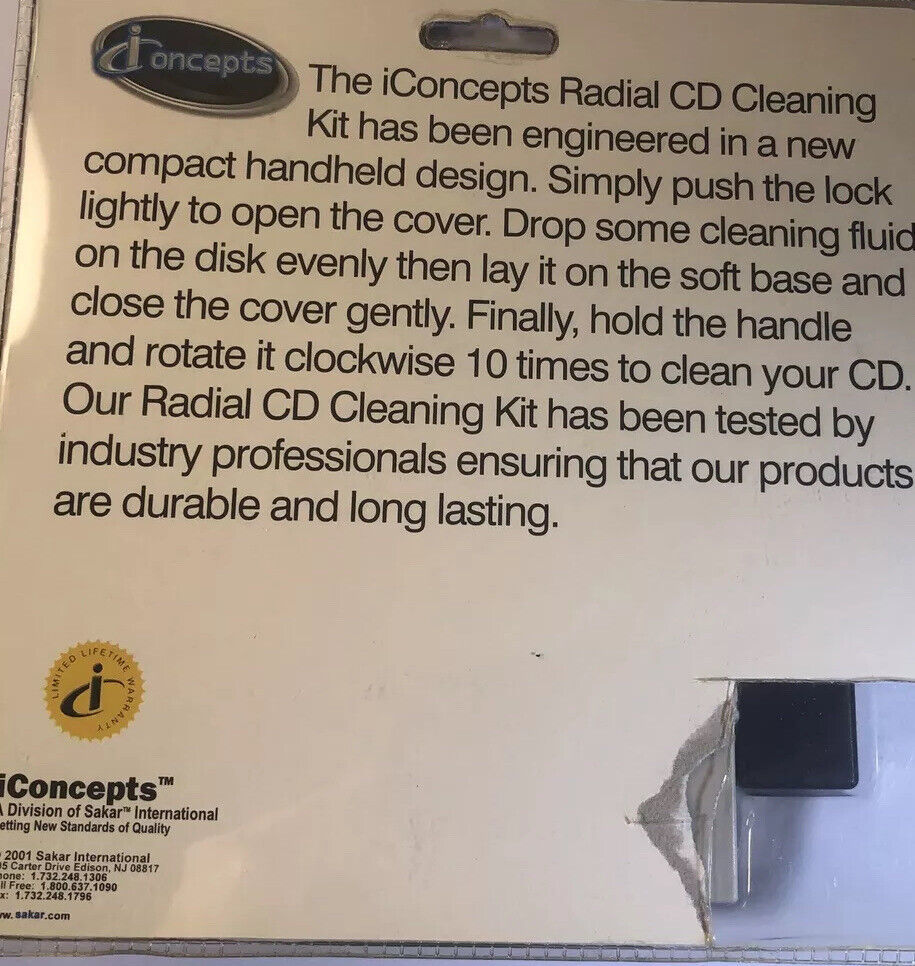 iConcepts
The iConcepts Radial CD Cleaning
Kit has been engineered in a new
compact handheld design. Simply push the lock
lightly to open the cover. Drop some cleaning fluid
on the disk evenly then lay it on the soft base and
close the cover gently. Finally, hold the handle
and rotate it clockwise 10 times to clean your CD.
Our Radial CD Cleaning Kit has been tested by
industry professionals ensuring that our products
are durable and long lasting.
LIMITED LIFETIME WARRANTY
i
iConcepts™
A Division of Sakar™ International
etting New Standards of Quality
2001 Sakar International
5 Carter Drive Edison, NJ 08817
one: 1.732.248.1306
ll Free: 1.800.637.1090
x: 1.732.248.1796
w.sakar.com